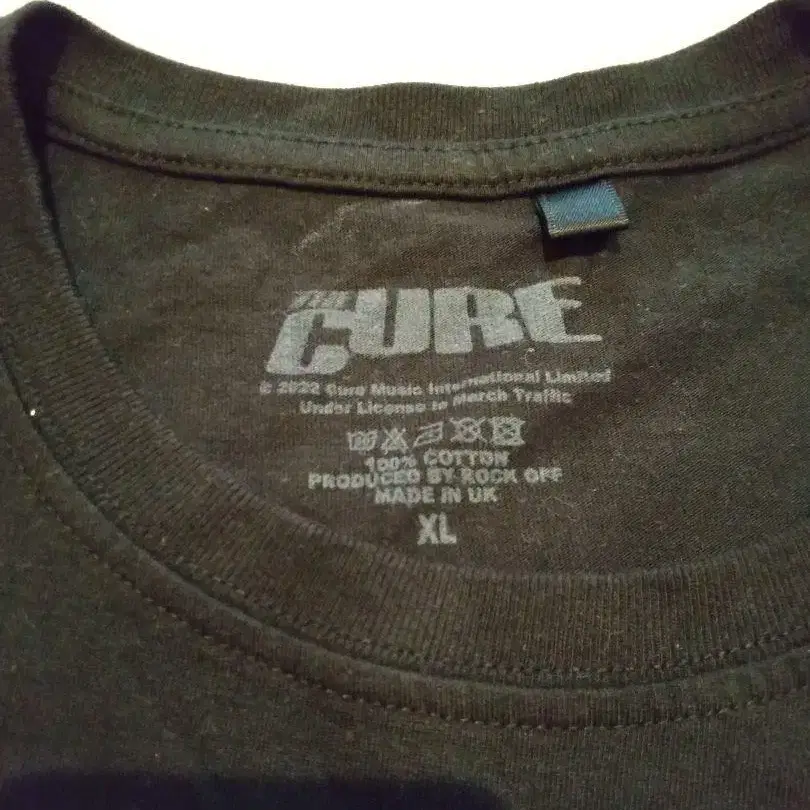 THE
CURE
© 2022 Cure Music International Limited
Under License to Merch Traffic
100% COTTON
PRODUCED BY ROCK OFF
MADE IN UK
XL